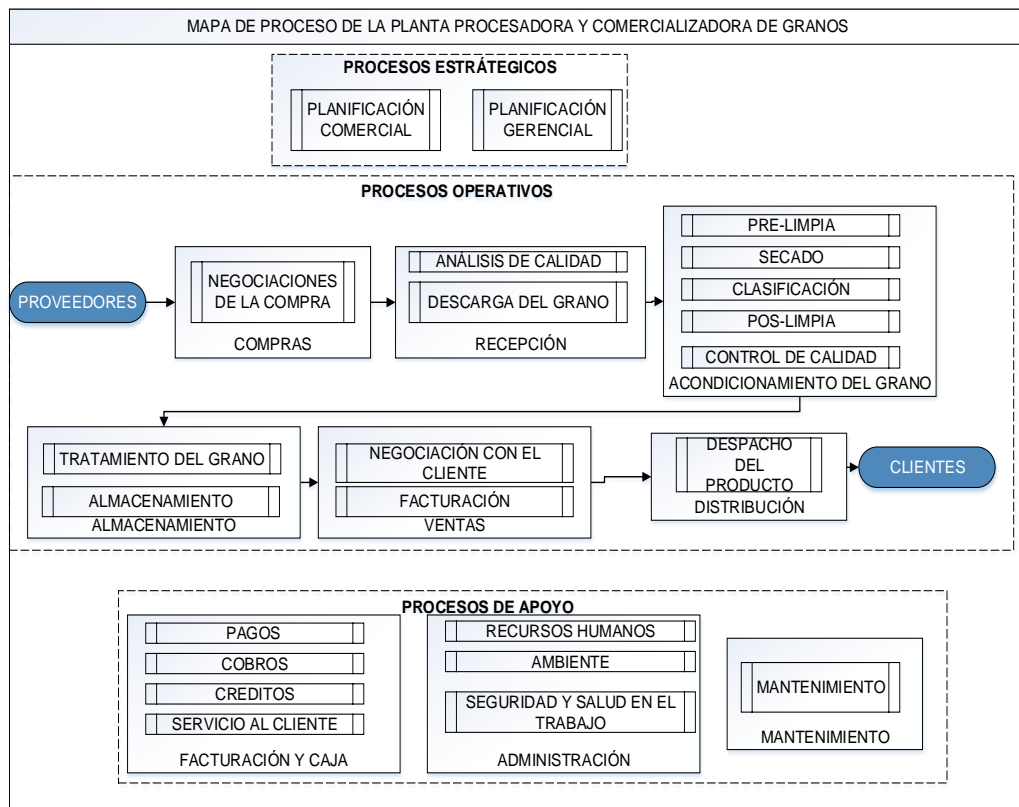 MAPA DE PROCESO DE LA PLANTA PROCESADORA Y COMERCIALIZADORA DE GRANOS
PROCESOS ESTRÁTEGICOS
PLANIFICACIÓN
COMERCIAL
PLANIFICACIÓN
GERENCIAL
PROCESOS OPERATIVOS
PROVEEDORES
NEGOCIACIONES
DE LA COMPRA
COMPRAS
ANÁLISIS DE CALIDAD
DESCARGA DEL GRANO
RECEPCIÓN
PRE-LIMPIA
SECADO
CLASIFICACIÓN
POS-LIMPIA
CONTROL DE CALIDAD
ACONDICIONAMIENTO DEL GRANO
TRATAMIENTO DEL GRANO
ALMACENAMIENTO
ALMACENAMIENTO
NEGOCIACIÓN CON EL
CLIENTE
FACTURACIÓN
VENTAS
DESPACHO
DEL
PRODUCTO
DISTRIBUCIÓN
CLIENTES
PROCESOS DE APOYO
PAGOS
COBROS
CREDITOS
SERVICIO AL CLIENTE
FACTURACIÓN Y CAJA
RECURSOS HUMANOS
AMBIENTE
SEGURIDAD Y SALUD EN EL
TRABAJO
ADMINISTRACIÓN
MANTENIMIENTO
MANTENIMIENTO